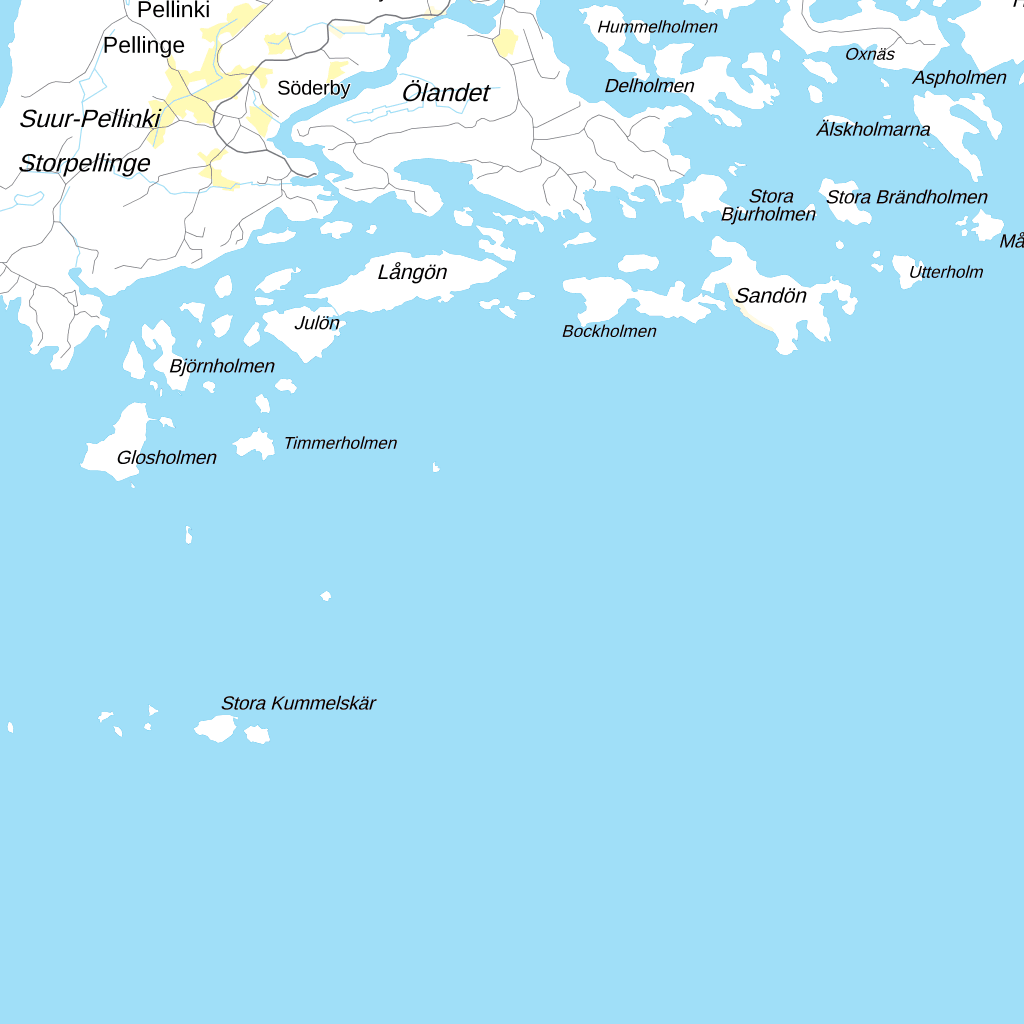 Pellinki
Pellinge
Hummelholmen
Oxnäs
Aspholmen
Söderby
Ölandet
Delholmen
Suur-Pellinki
Älskholmarna
Storpellinge
Stora
Bjurholmen
Stora Brändholmen
Långön
Utterholm
Sandön
Julön
Bockholmen
Björnholmen
Timmerholmen
Glosholmen
Stora Kummelskär